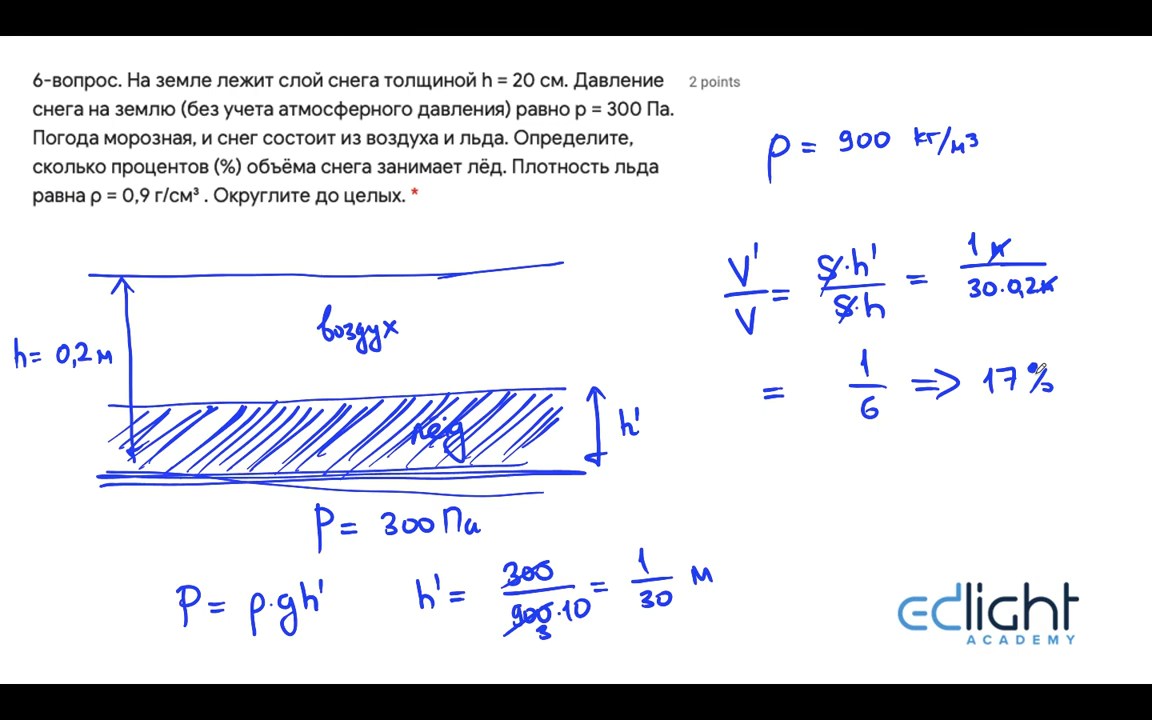 6-вопрос. На земле лежит слой снега толщиной h = 20 см. Давление
2 points
снега на землю (без учета атмосферного давления) равно p = 300 Па.
Погода морозная, и снег состоит из воздуха и льда. Определите,
сколько процентов (%) объёма снега занимает лёд. Плотность льда
равна ρ = 0,9 г/см³ . Округлите до целых. *
ρ = 900 кг/м³
V'/V = S·h'/S·h = 1м/30·0,2м
= 1/6 => 17%
воздух
h = 0,2 м
лёд
h'
P = 300 Па
P = ρ·gh'
h' = 300/900·10 = 1/30 м
3
edlight
ACADEMY